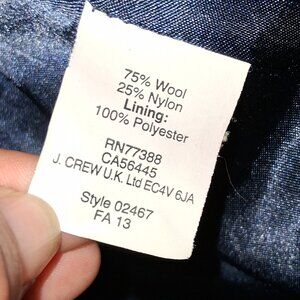 75% Wool
25% Nylon
Lining:
100% Polyester
RN77388
CA56445
J. CREW U.K. Ltd EC4V 6JA
Style 02467
FA 13